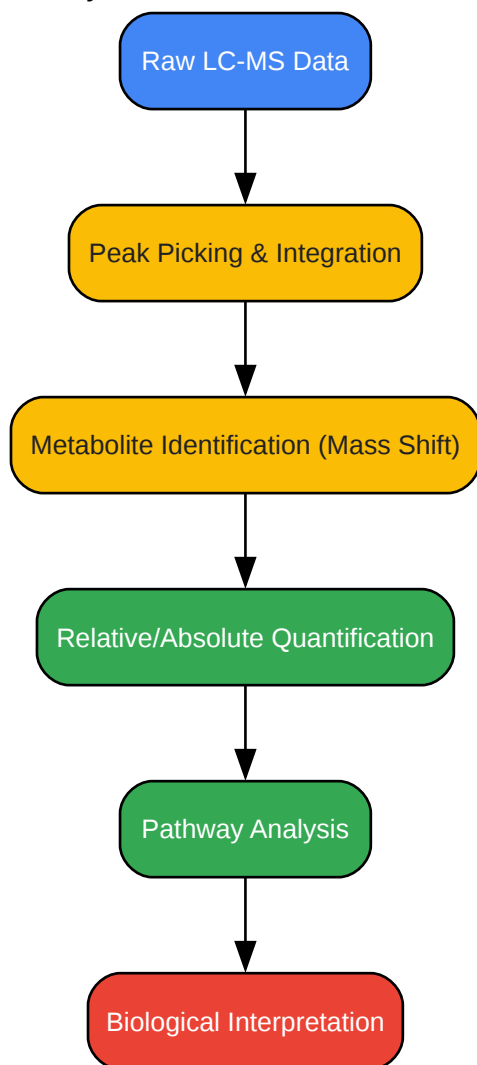 Raw LC-MS Data
Peak Picking & Integration
Metabolite Identification (Mass Shift)
Relative/Absolute Quantification
Pathway Analysis
Biological Interpretation